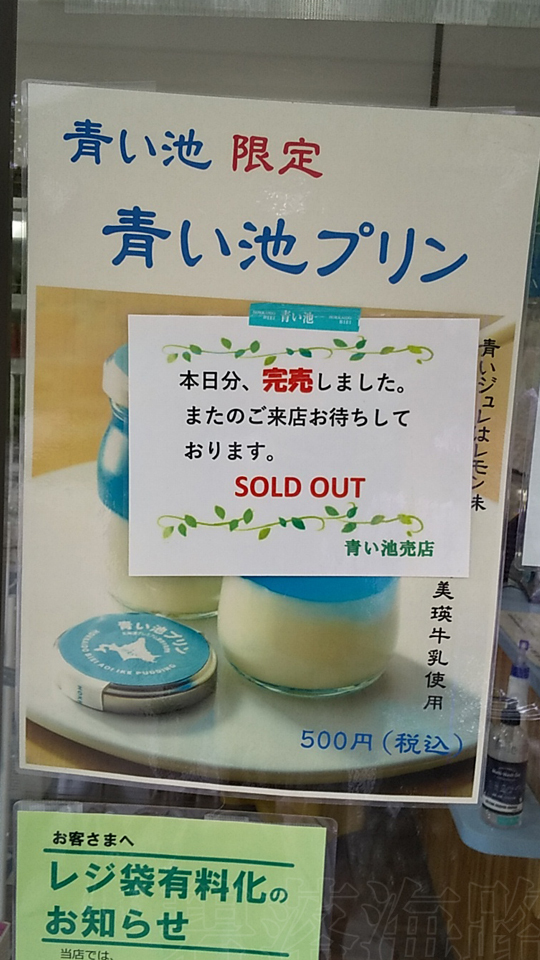 青い池 限定
青い池プリン
青い池
本日分、完売しました。
またのご来店お待ちして
おります。
SOLD OUT
青い池売店
青いジュレはレモン味
美瑛牛乳使用
青い池プリン
500円(税込)
お客さまへ
レジ袋有料化の
お知らせ
当店では、